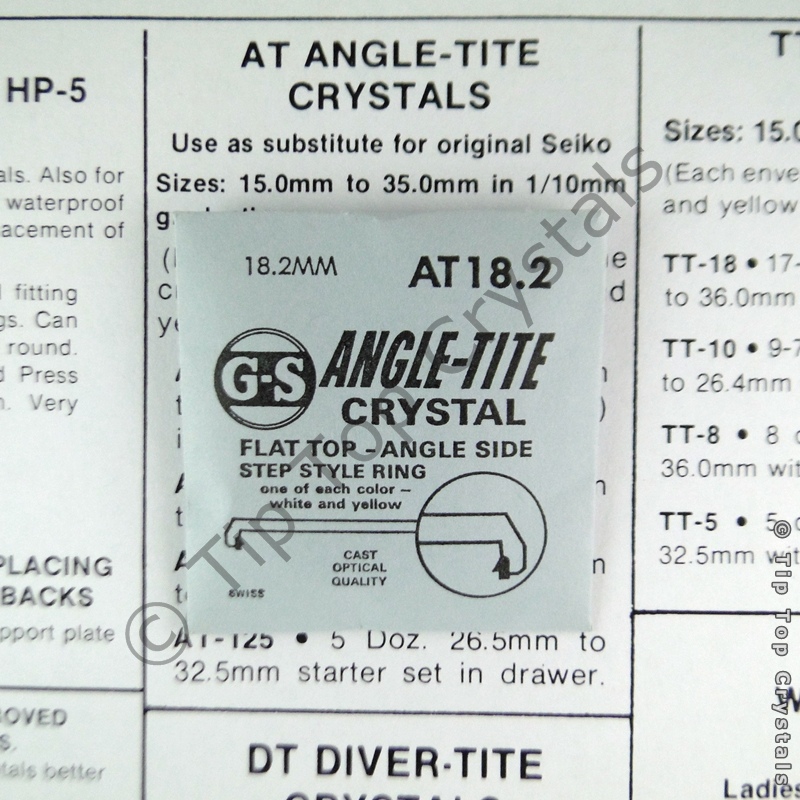 HP-5
als. Also for
waterproof
acement of
fitting
gs. Can
round.
d Press
n. Very
PLACING
BACKS
pport plate
OVED
S.
tals better
AT ANGLE-TITE
CRYSTALS
Use as substitute for original Seiko
Sizes: 15.0mm to 35.0mm in 1/10mm
18.2MM AT18.2
G-S ANGLE-TITE
CRYSTAL
FLAT TOP - ANGLE SIDE
STEP STYLE RING
one of each color -
white and yellow
CAST
OPTICAL
QUALITY
SWISS
AT-125 • 5 Doz. 26.5mm to
32.5mm starter set in drawer.
DT DIVER-TITE
CRYSTALS
TT
Sizes: 15.0
(Each enve
and yellow
TT-18 • 17-
to 36.0mm
TT-10 • 9-7
to 26.4mm
TT-8 • 8
36.0mm wit
TT-5 • 5
32.5mm wit
Ladies
© Tip Top Crystals
© Tip Top Crystals